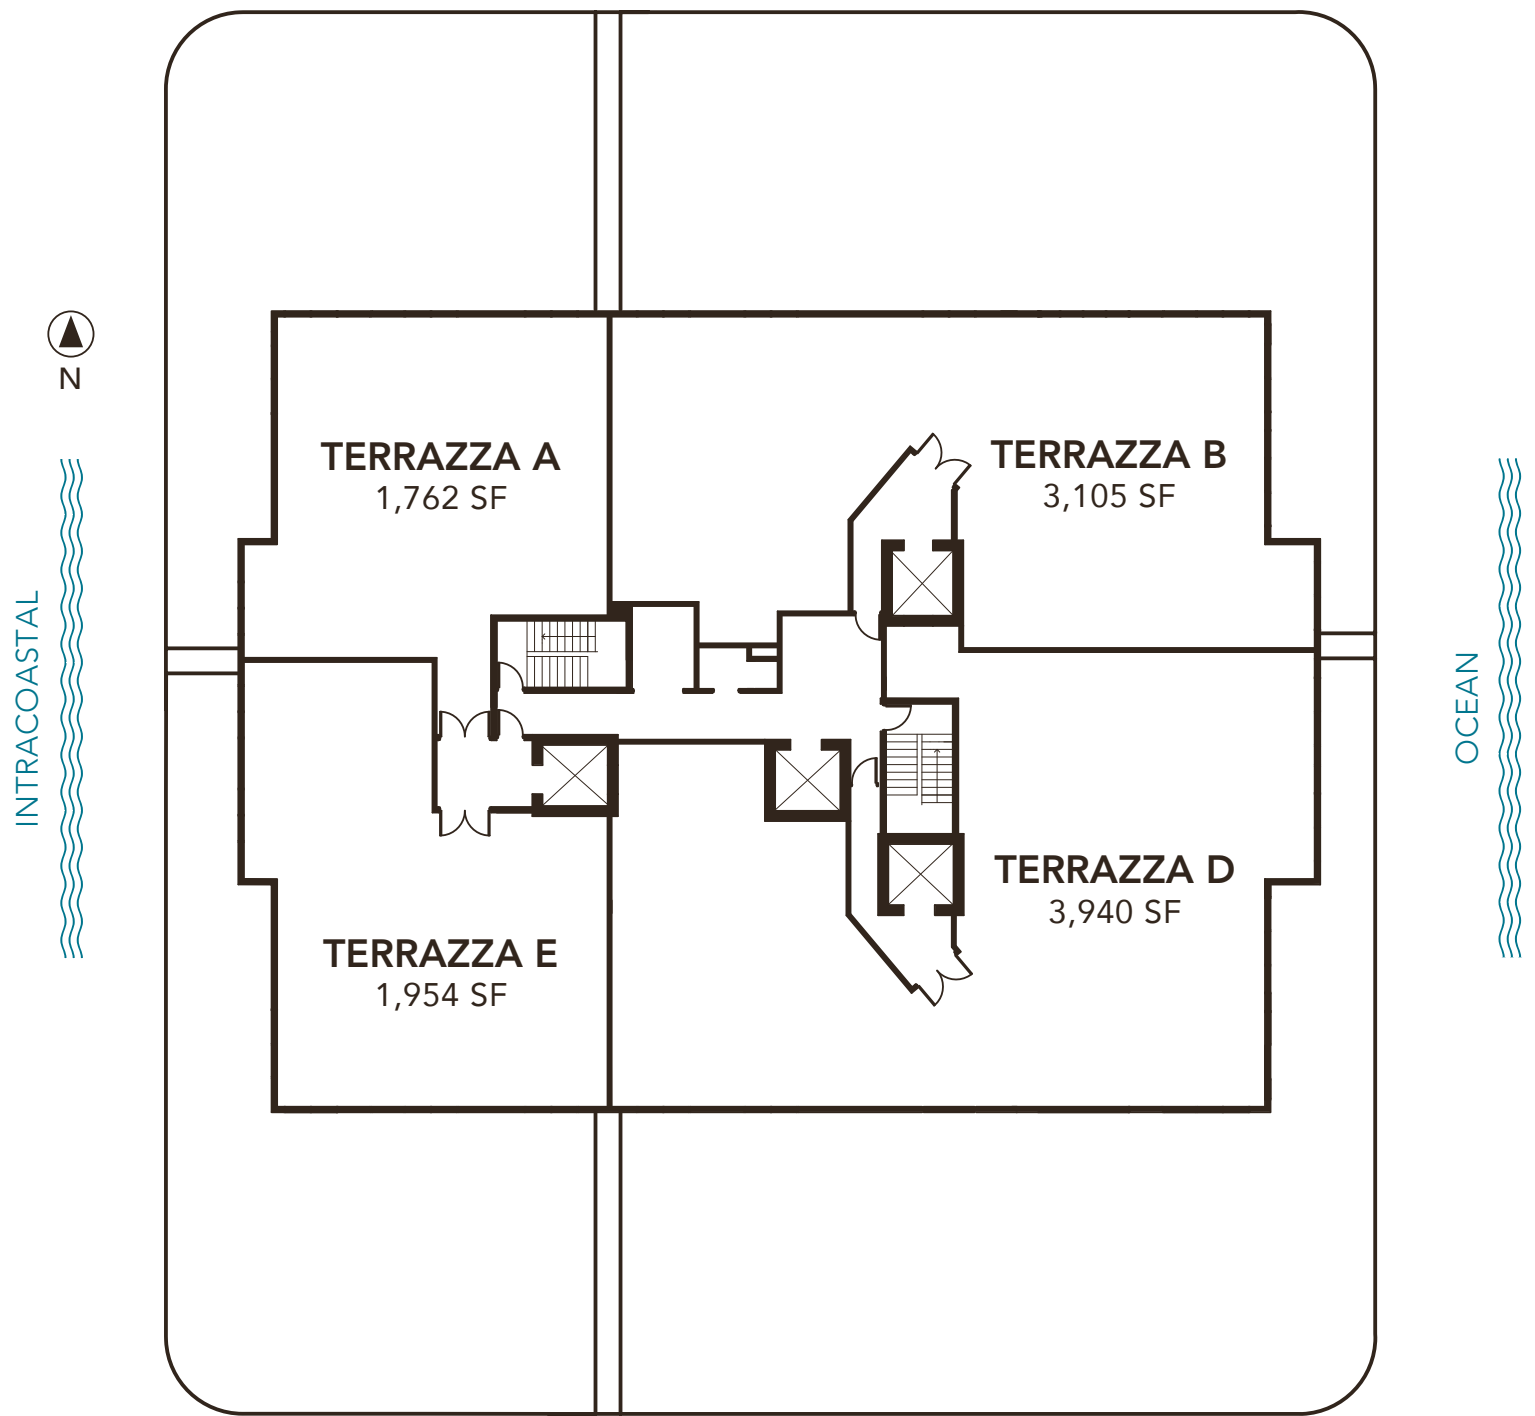 N
TERRAZZA A
1,762 SF
TERRAZZA B
3,105 SF
INTRACOASTAL
OCEAN
TERRAZZA D
3,940 SF
TERRAZZA E
1,954 SF